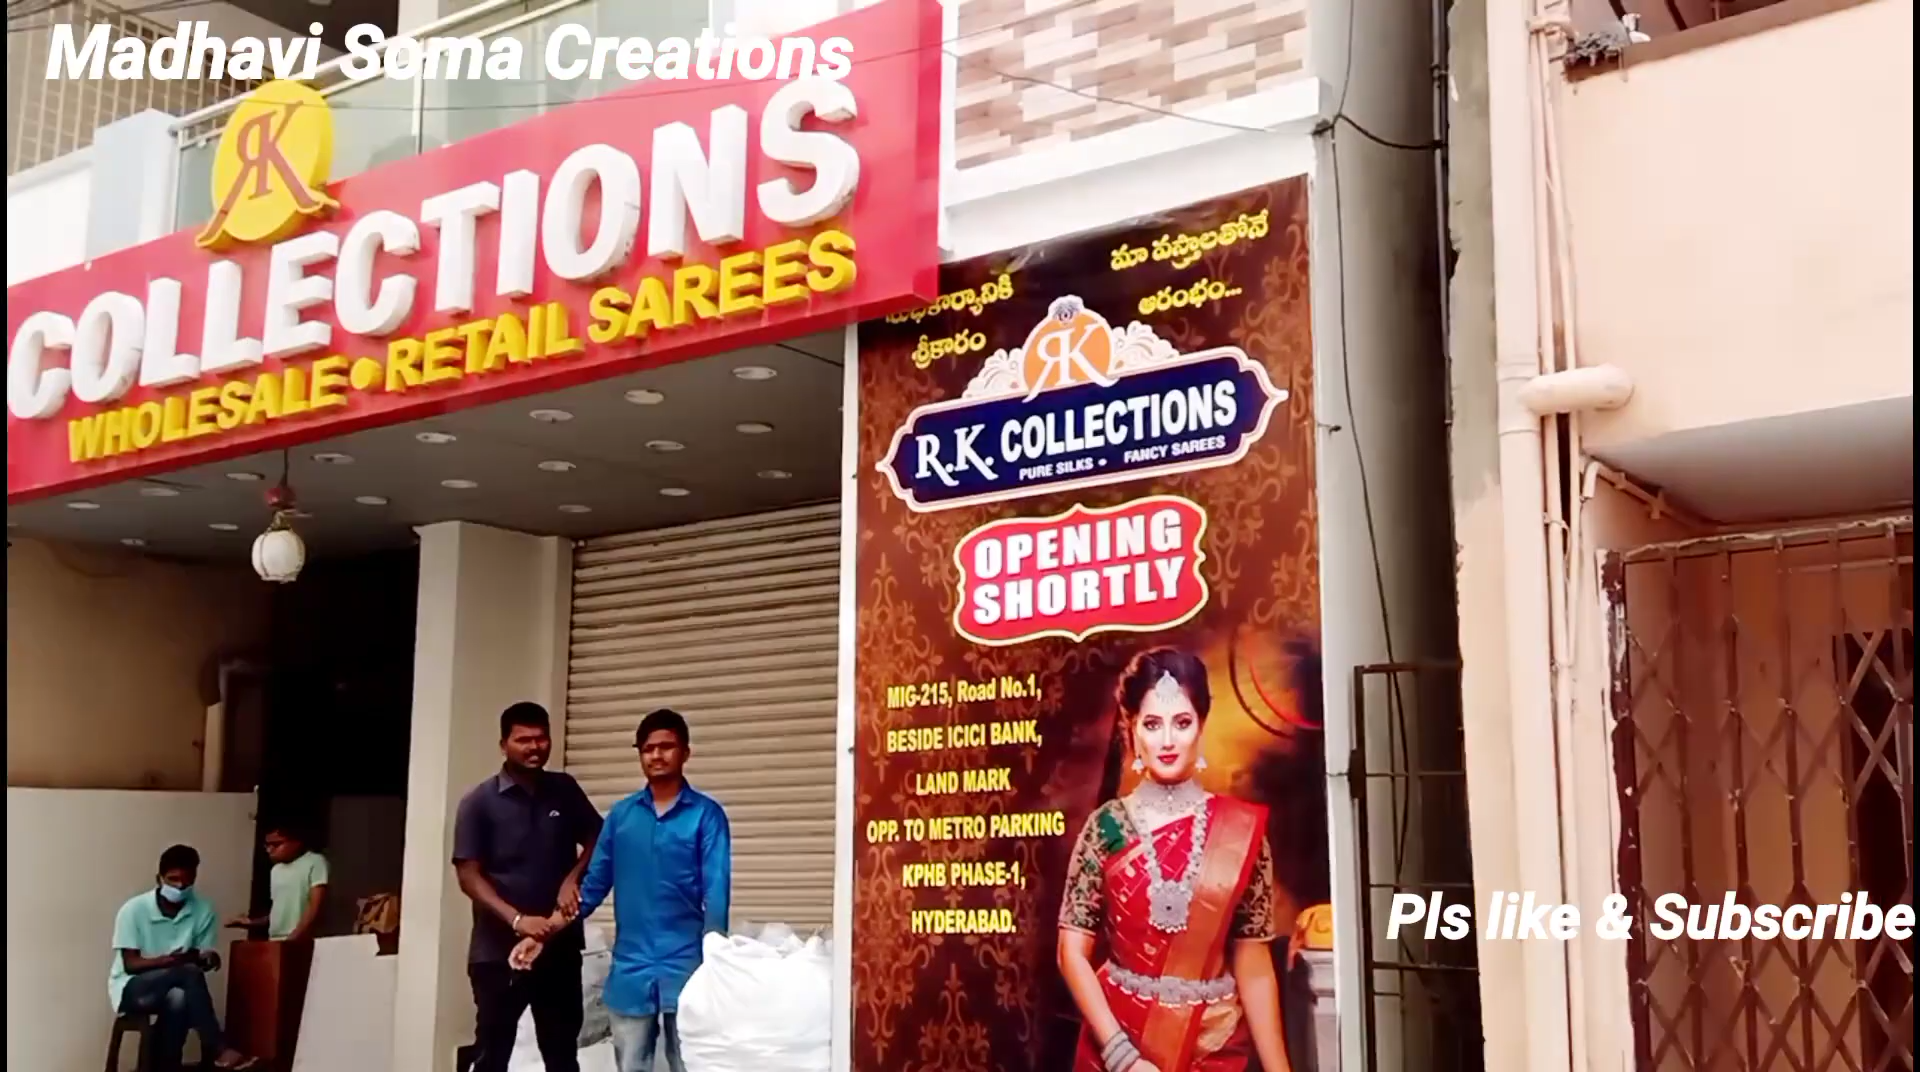 Madhavi Soma Creations
RK
COLLECTIONS
WHOLESALE • RETAIL SAREES
మా వస్త్రాలతోనే
ఆరంభం...
శ్రీకారం
RK
R.K. COLLECTIONS
PURE SILKS • FANCY SAREES
OPENING
SHORTLY
MIG-215, Road No.1,
BESIDE ICICI BANK,
LAND MARK
OPP. TO METRO PARKING
KPHB PHASE-1,
HYDERABAD.
Pls like & Subscribe